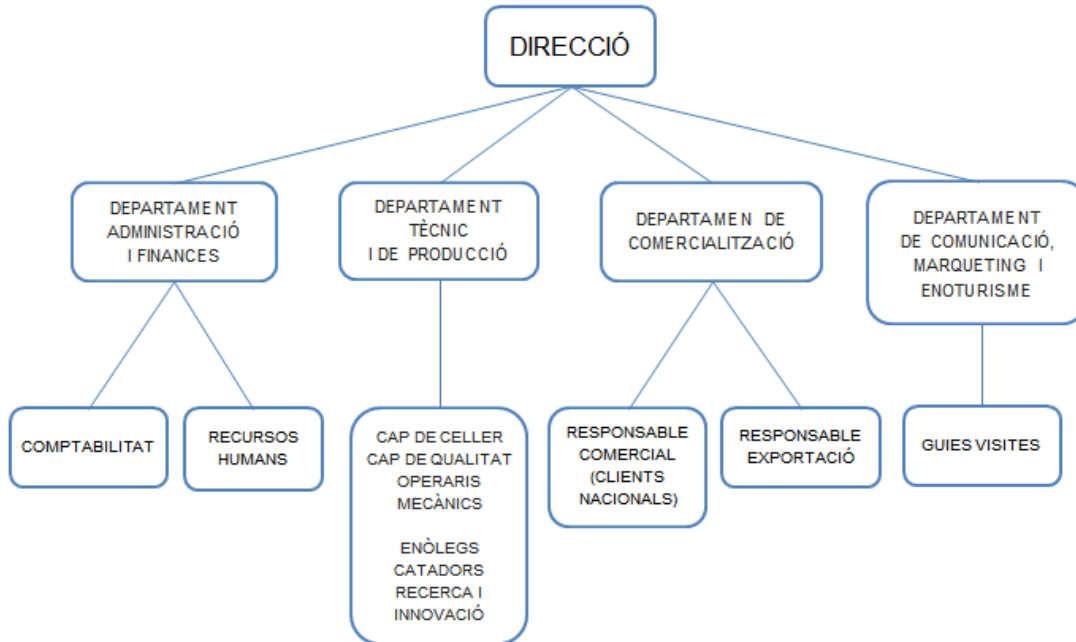 DIRECCIÓ
DEPARTAMENT
ADMINISTRACIÓ
I FINANCES
DEPARTAMENT
TÈCNIC
I DE PRODUCCIÓ
DEPARTAMEN DE
COMERCIALITZACIÓ
DEPARTAMENT
DE COMUNICACIÓ,
MARQUETING I
ENOTURISME
COMPTABILITAT
RECURSOS
HUMANS
CAP DE CELLER
CAP DE QUALITAT
OPERARIS
MECÀNICS
ENÒLEGS
CATADORS
RECERCA I
INNOVACIÓ
RESPONSABLE
COMERCIAL
(CLIENTS
NACIONALS)
RESPONSABLE
EXPORTACIÓ
GUIES VISITES